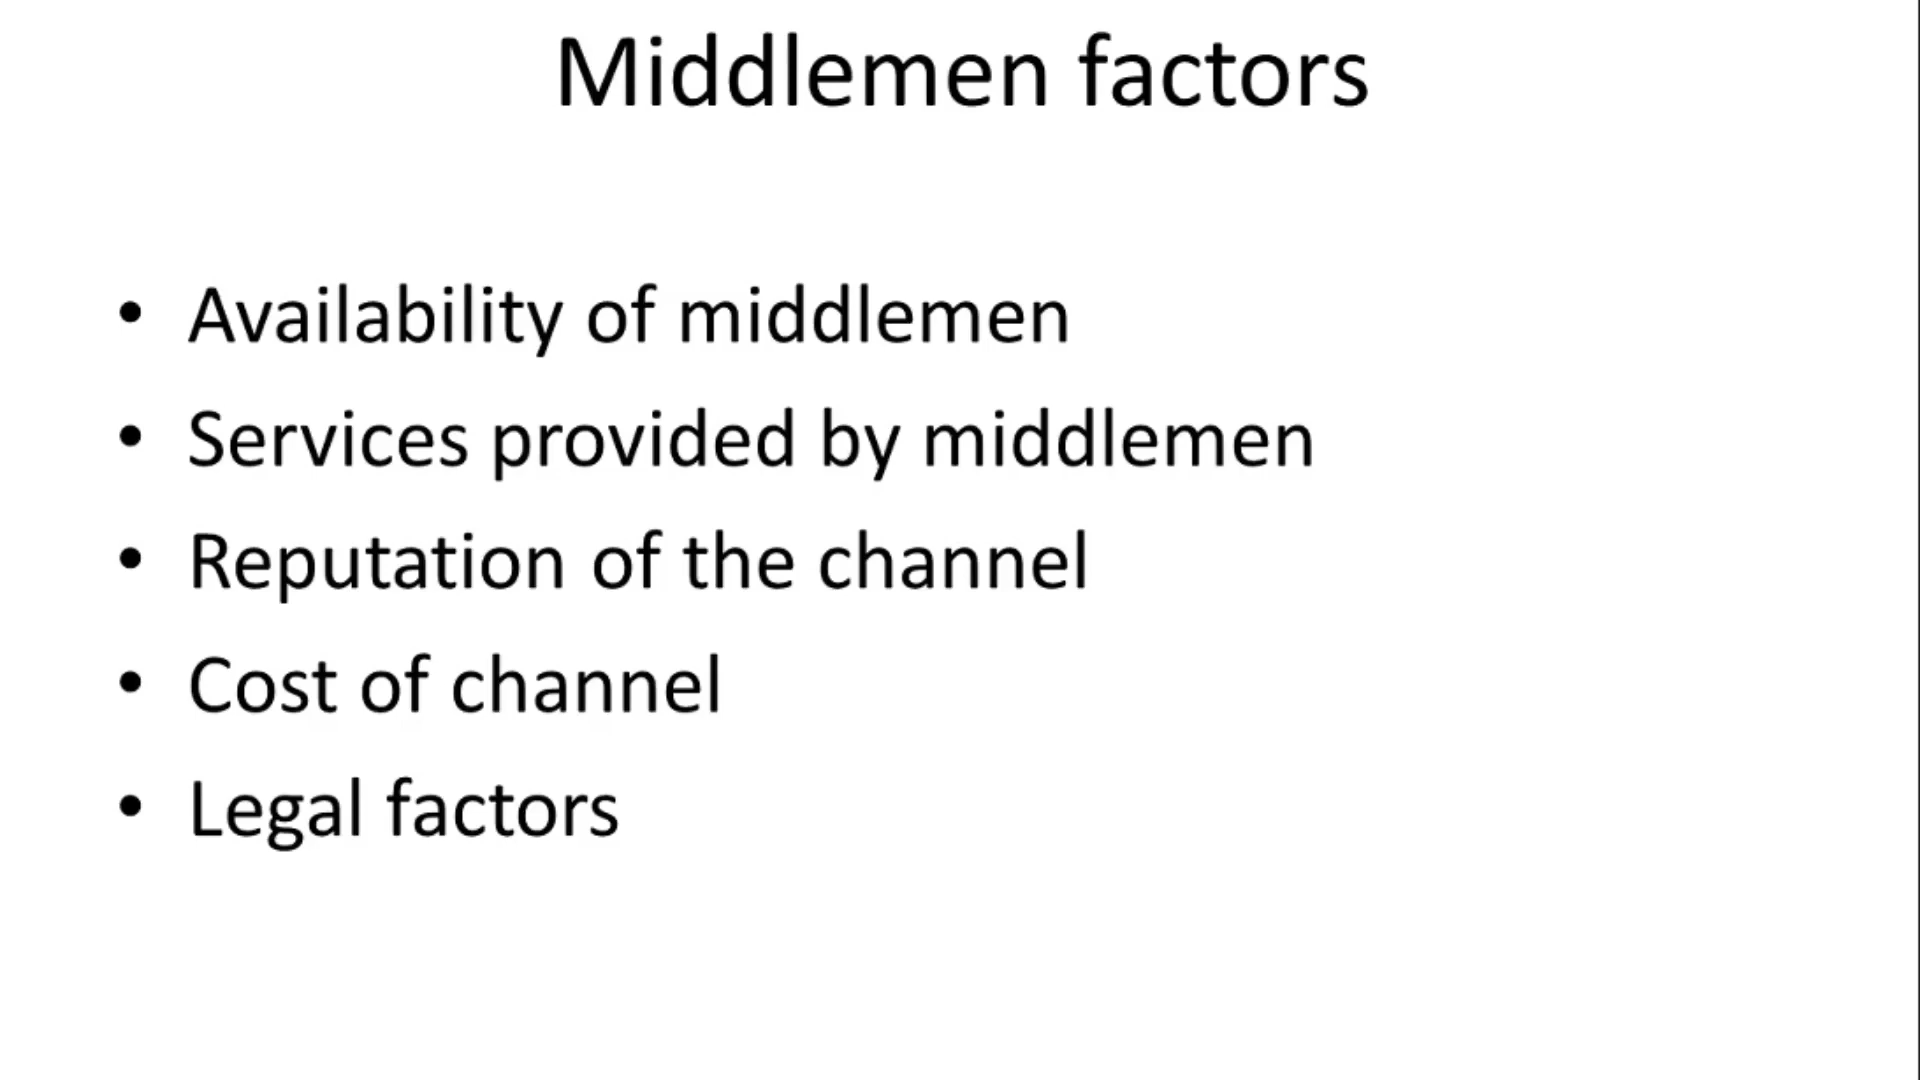 Middlemen factors
• Availability of middlemen
• Services provided by middlemen
• Reputation of the channel
• Cost of channel
• Legal factors